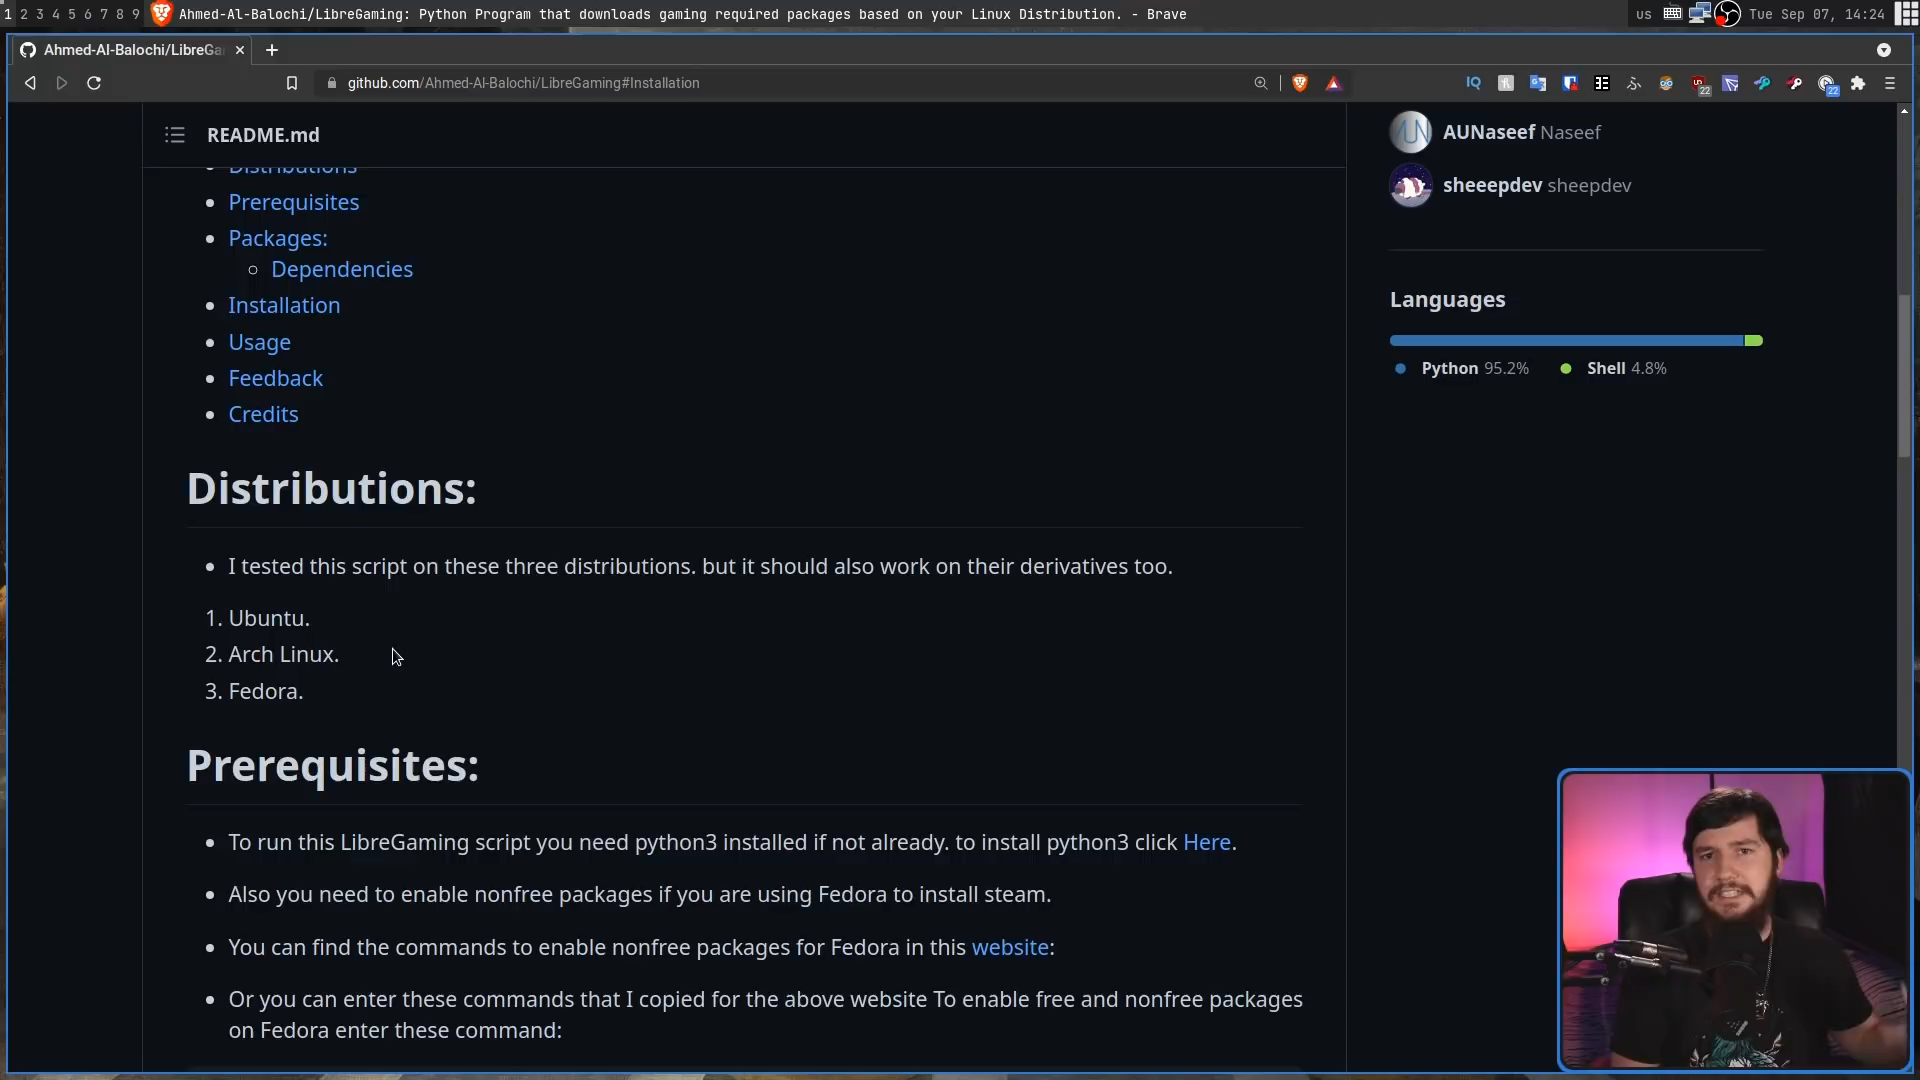 1 2 3 4 5 6 7 8 9 Ahmed-Al-Balochi/LibreGaming: Python Program that downloads gaming required packages based on your Linux Distribution. - Brave
us Tue Sep 07, 14:24
Ahmed-Al-Balochi/LibreGa
github.com/Ahmed-Al-Balochi/LibreGaming#Installation
IQ
22
22
README.md
Distributions
Prerequisites
Packages:
Dependencies
Installation
Usage
Feedback
Credits
Distributions:
I tested this script on these three distributions. but it should also work on their derivatives too.
1. Ubuntu.
2. Arch Linux.
3. Fedora.
Prerequisites:
To run this LibreGaming script you need python3 installed if not already. to install python3 click Here.
Also you need to enable nonfree packages if you are using Fedora to install steam.
You can find the commands to enable nonfree packages for Fedora in this website:
Or you can enter these commands that I copied for the above website To enable free and nonfree packages
on Fedora enter these command:
AUNaseef Naseef
sheeepdev sheepdev
Languages
Python 95.2% Shell 4.8%